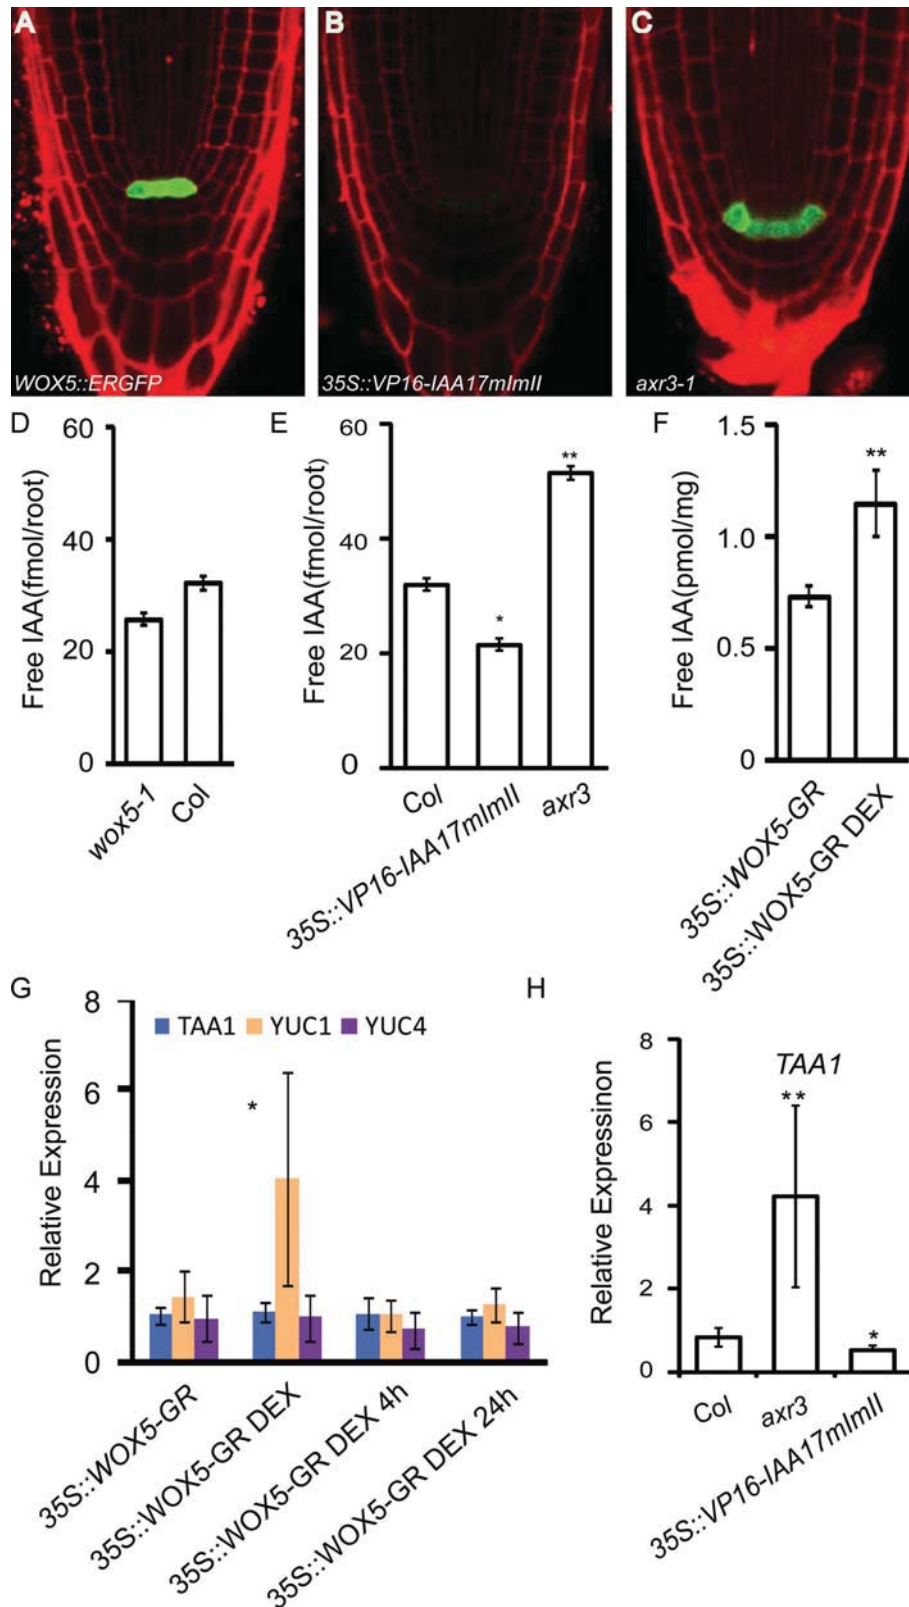 A
B
C
WOX5::ERGFP
35S::VP16-IAA17mImII
axr3-1
D
60
40
20
0
Free IAA(fmol/root)
wox5-1
Col
E
60
40
20
0
Free IAA(fmol/root)
*
**
Col
35S::VP16-IAA17mImII
axr3
F
1.5
1.0
0.5
0
Free IAA(pmol/mg)
**
35S::WOX5-GR
35S::WOX5-GR DEX
G
8
6
4
2
0
Relative Expression
TAA1 YUC1 YUC4
*
35S::WOX5-GR
35S::WOX5-GR DEX
35S::WOX5-GR DEX 4h
35S::WOX5-GR DEX 24h
H
8
6
4
2
0
Relative Expressinon
TAA1
**
*
Col
axr3
35S::VP16-IAA17mImII